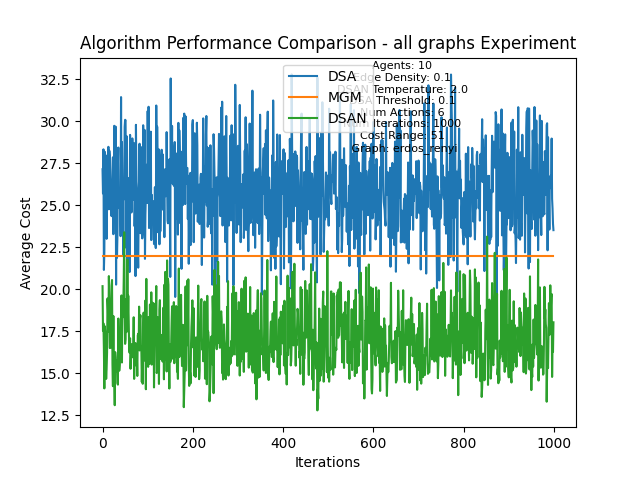 Algorithm Performance Comparison - all graphs Experiment
Average Cost
32.5
30.0
27.5
25.0
22.5
20.0
17.5
15.0
12.5
DSA
MGM
DSAN
Agents: 10
Edge Density: 0.1
DSAN Temperature: 2.0
DSA Threshold: 0.1
Num Actions: 6
Num Iterations: 1000
Cost Range: 51
Graph: erdos_renyi
0
200
400
600
800
1000
Iterations